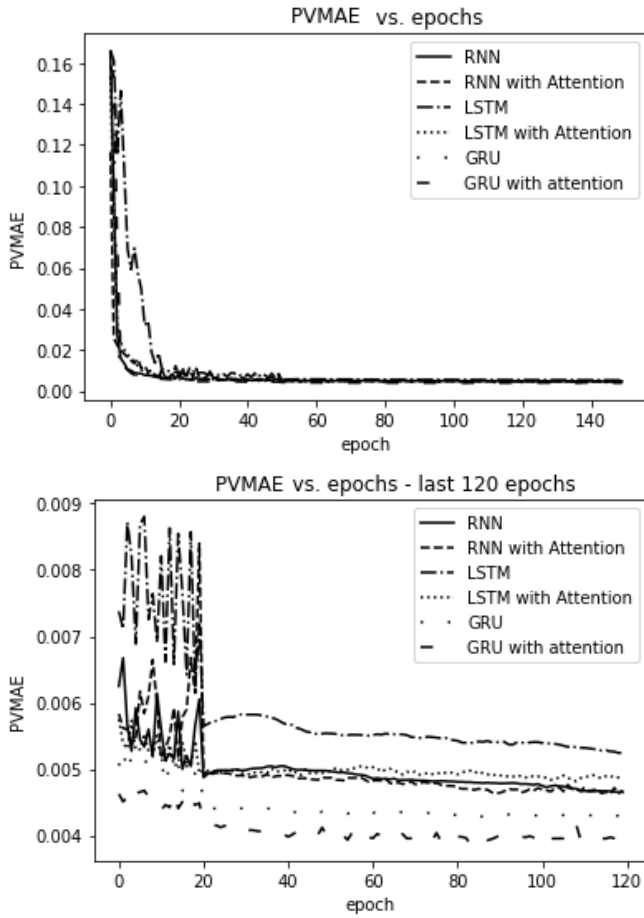 PVMAE vs. epochs
RNN
RNN with Attention
LSTM
LSTM with Attention
GRU
GRU with attention
0.16
0.14
0.12
0.10
0.08
0.06
0.04
0.02
0.00
PVMAE
0 20 40 60 80 100 120 140
epoch
PVMAE vs. epochs - last 120 epochs
RNN
RNN with Attention
LSTM
LSTM with Attention
GRU
GRU with attention
0.009
0.008
0.007
0.006
0.005
0.004
PVMAE
0 20 40 60 80 100 120
epoch